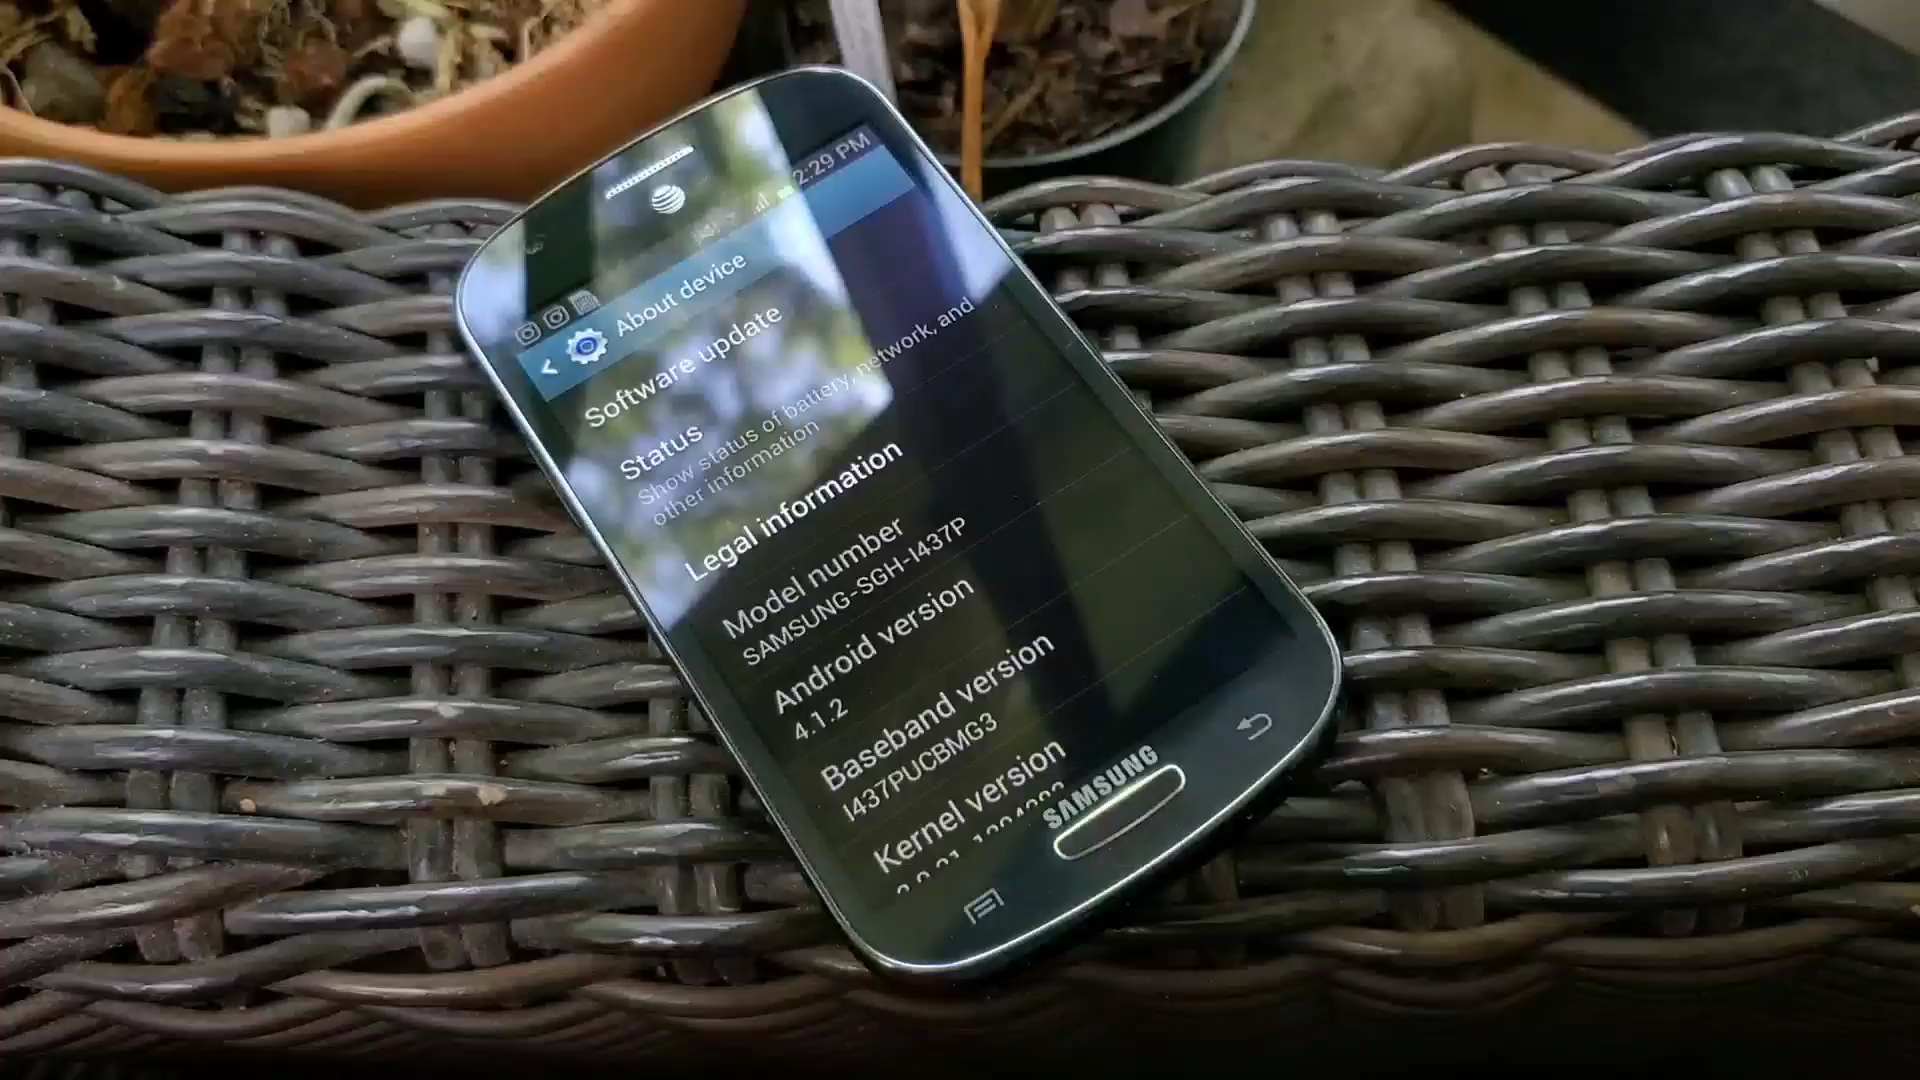 2:29 PM
About device
Software update
Status
Show status of battery, network, and
other information
Legal information
Model number
SAMSUNG-SGH-I437P
Android version
4.1.2
Baseband version
I437PUCBMG3
Kernel version
SAMSUNG